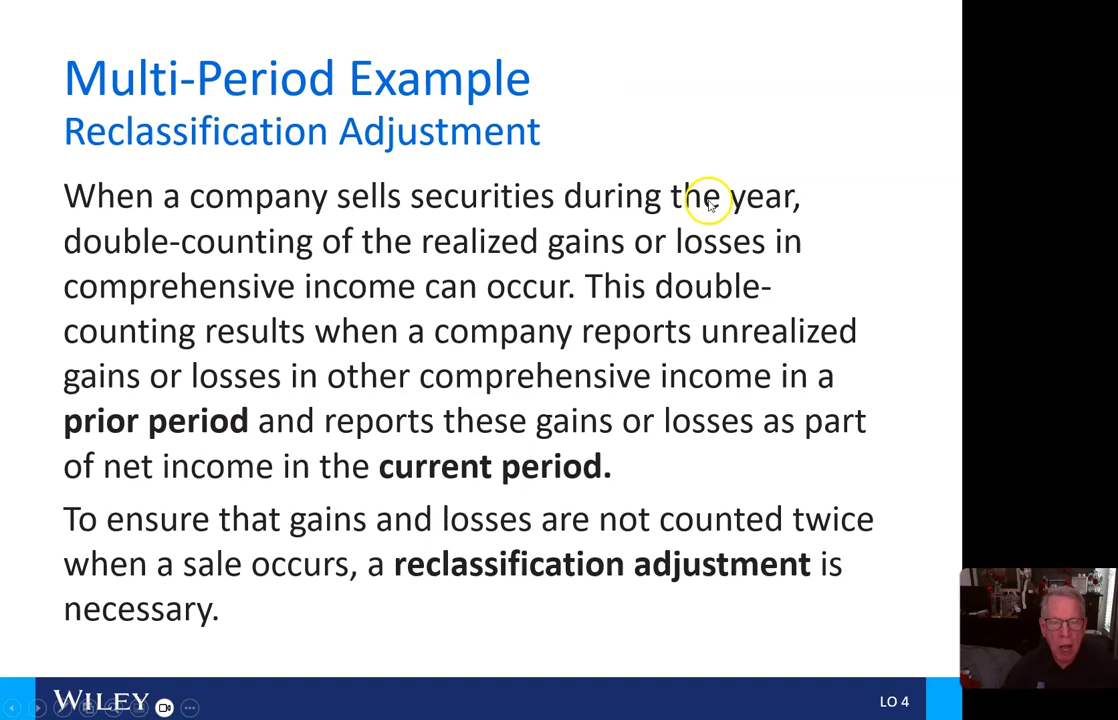 Multi-Period Example
Reclassification Adjustment
When a company sells securities during the year,
double-counting of the realized gains or losses in
comprehensive income can occur. This double-
counting results when a company reports unrealized
gains or losses in other comprehensive income in a
prior period and reports these gains or losses as part
of net income in the current period.
To ensure that gains and losses are not counted twice
when a sale occurs, a reclassification adjustment is
necessary.
WILEY
LO 4